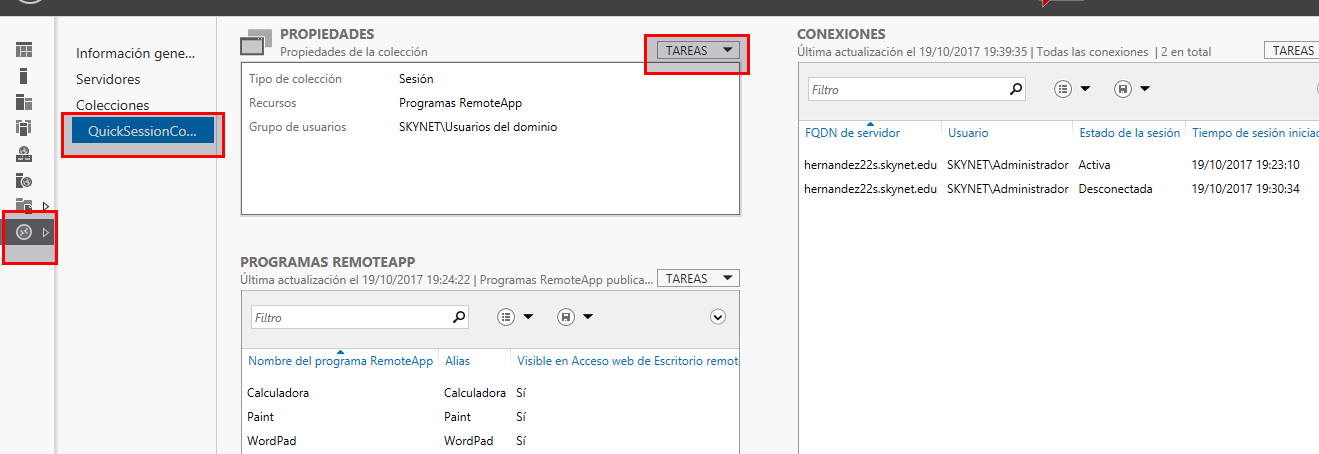 Información gene...
Servidores
Colecciones
QuickSessionCo...
PROPIEDADES
Propiedades de la colección
TAREAS
Tipo de colección Sesión
Recursos Programas RemoteApp
Grupo de usuarios SKYNET\Usuarios del dominio
PROGRAMAS REMOTEAPP
Última actualización el 19/10/2017 19:24:22 | Programas RemoteApp publica...
TAREAS
Filtro
Nombre del programa RemoteApp Alias Visible en Acceso web de Escritorio remot
Calculadora Calculadora Sí
Paint Paint Sí
WordPad WordPad Sí
CONEXIONES
Última actualización el 19/10/2017 19:39:35 | Todas las conexiones | 2 en total
TAREAS
Filtro
FQDN de servidor Usuario Estado de la sesión Tiempo de sesión iniciad
hernandez22s.skynet.edu SKYNET\Administrador Activa 19/10/2017 19:23:10
hernandez22s.skynet.edu SKYNET\Administrador Desconectada 19/10/2017 19:30:34